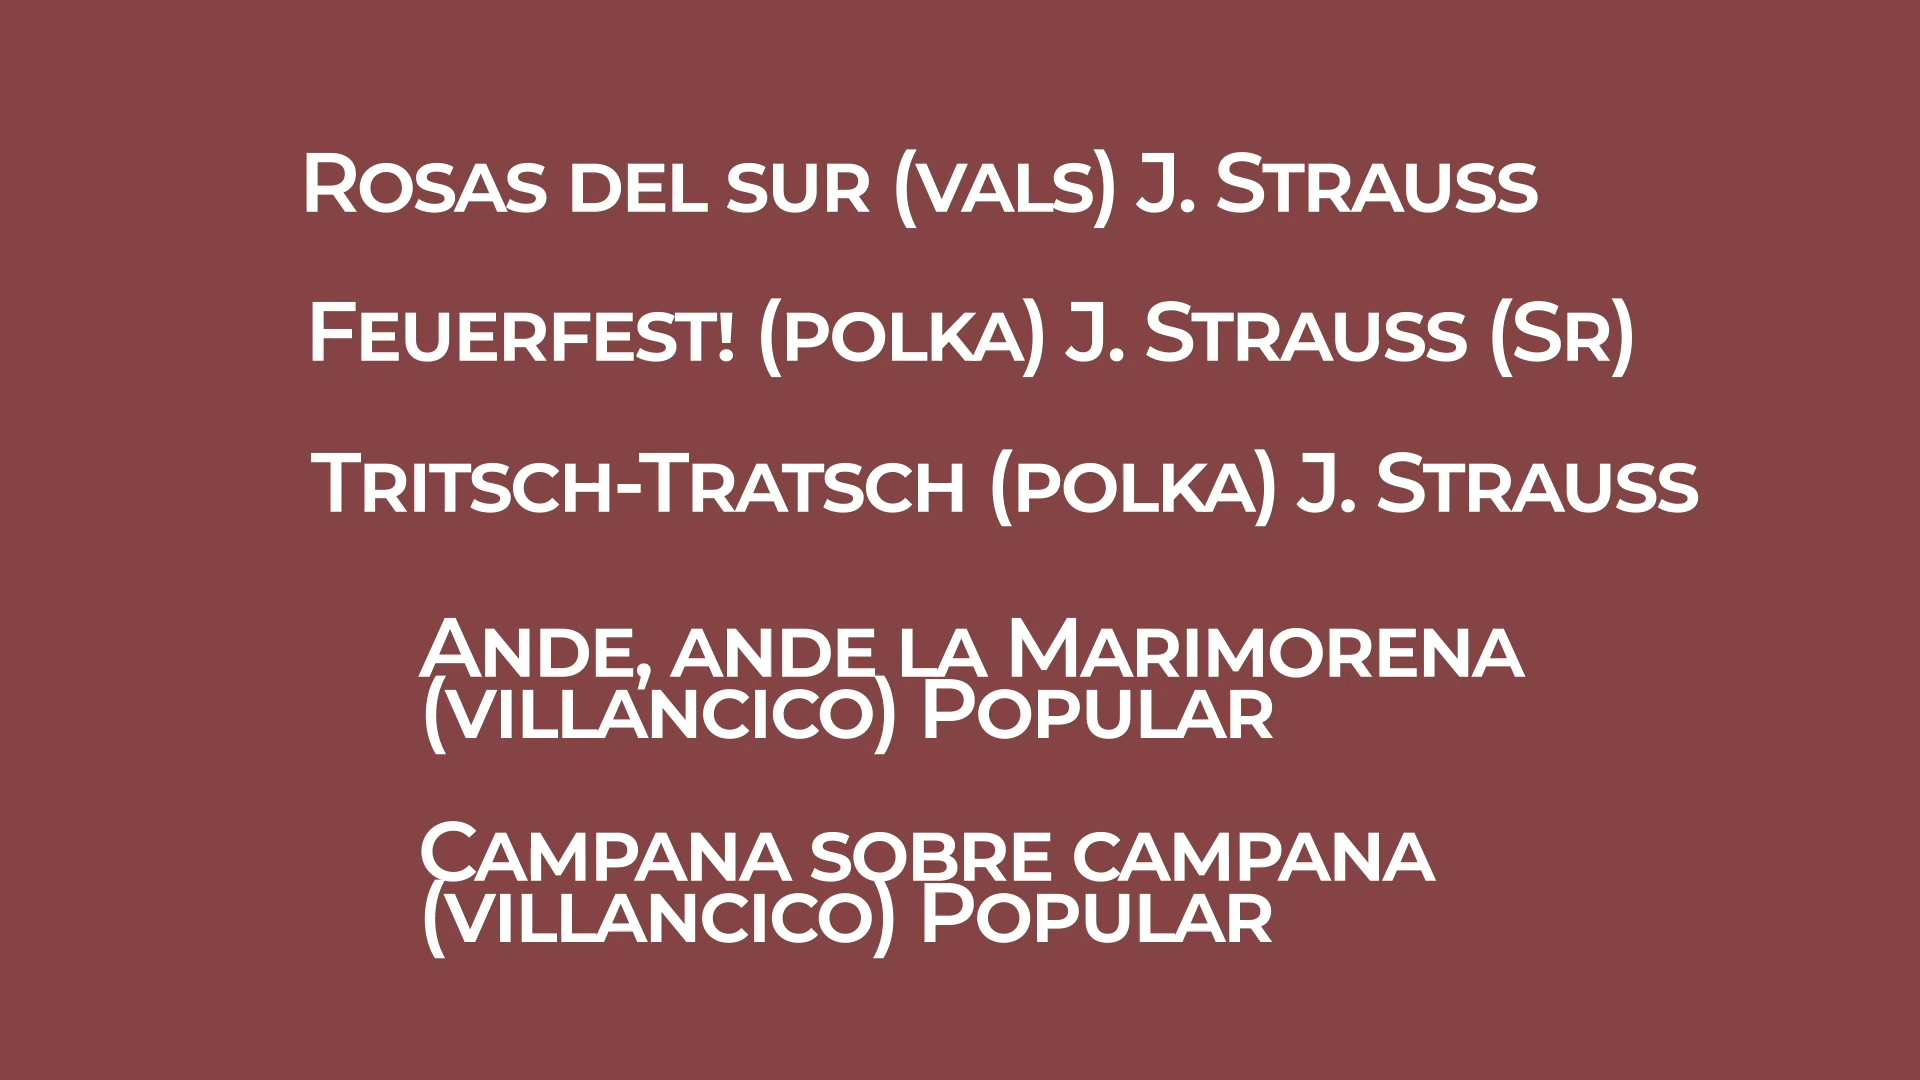 Rosas del sur (vals) J. Strauss
Feuerfest! (polka) J. Strauss (Sr)
Tritsch-Tratsch (polka) J. Strauss
Ande, ande la Marimorena
(villancico) Popular
Campana sobre campana
(villancico) Popular